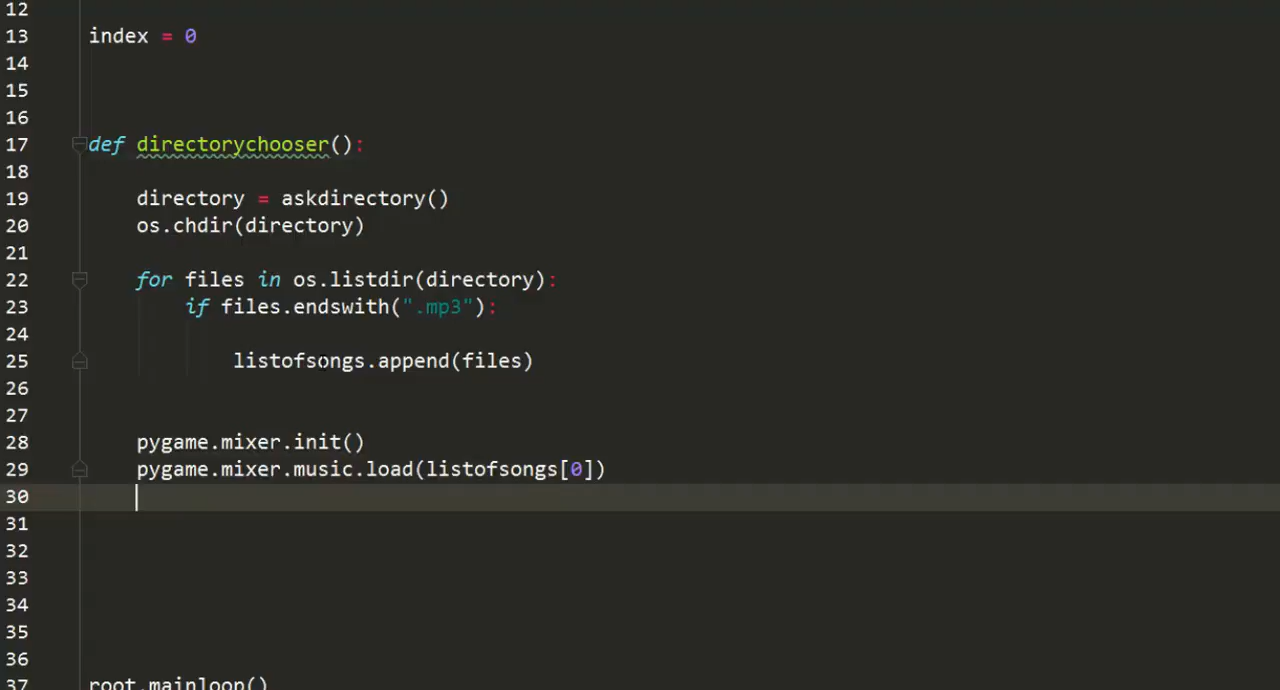 12
13 index = 0
14
15
16
17 def directorychooser():
18
19 directory = askdirectory()
20 os.chdir(directory)
21
22 for files in os.listdir(directory):
23 if files.endswith(".mp3"):
24
25 listofsongs.append(files)
26
27
28 pygame.mixer.init()
29 pygame.mixer.music.load(listofsongs[0])
30
31
32
33
34
35
36
37 root.mainloop()